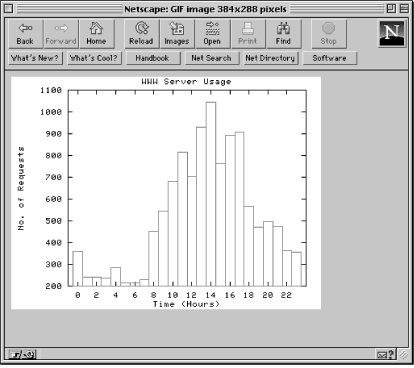 Netscape: GIF image 384x288 pixels
Back Forward Home Reload Images Open Print Find Stop
N
What's New? What's Cool? Handbook Net Search Net Directory Software
WWW Server Usage
1100
1000
900
800
700
600
500
400
300
200
No. of Requests
0 2 4 6 8 10 12 14 16 18 20 22
Time (Hours)
?